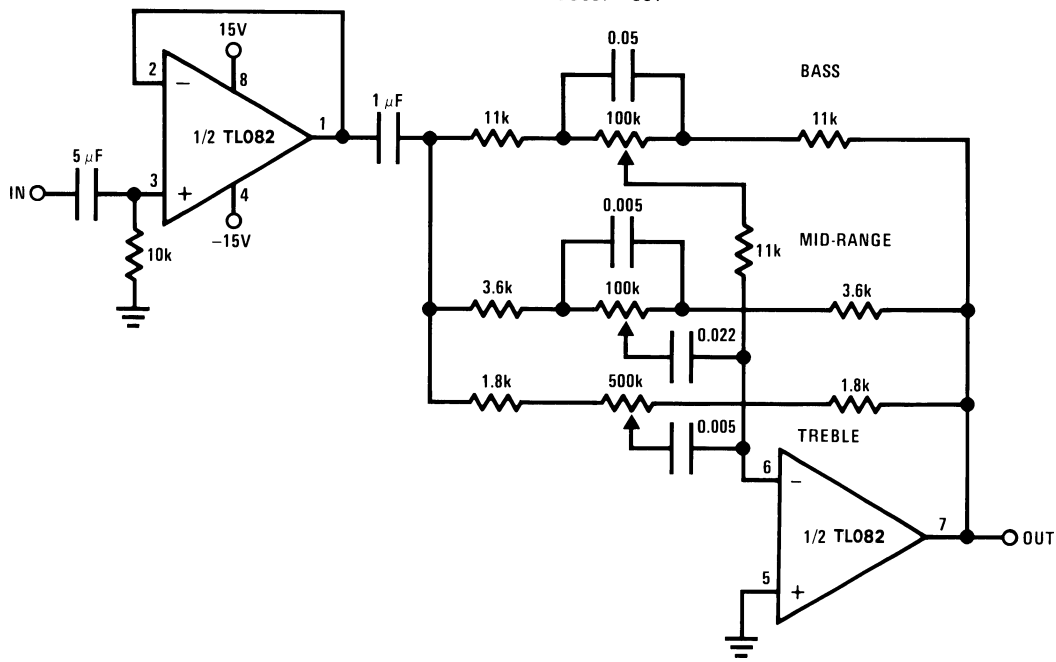 0.05
15V
BASS
2
8
−
1 µF
11k
100k
11k
1/2 TL082
1
5 µF
IN
3
+
4
−15V
0.005
10k
11k
MID-RANGE
3.6k
100k
3.6k
0.022
1.8k
500k
1.8k
0.005
TREBLE
6
−
1/2 TL082
7
OUT
5
+